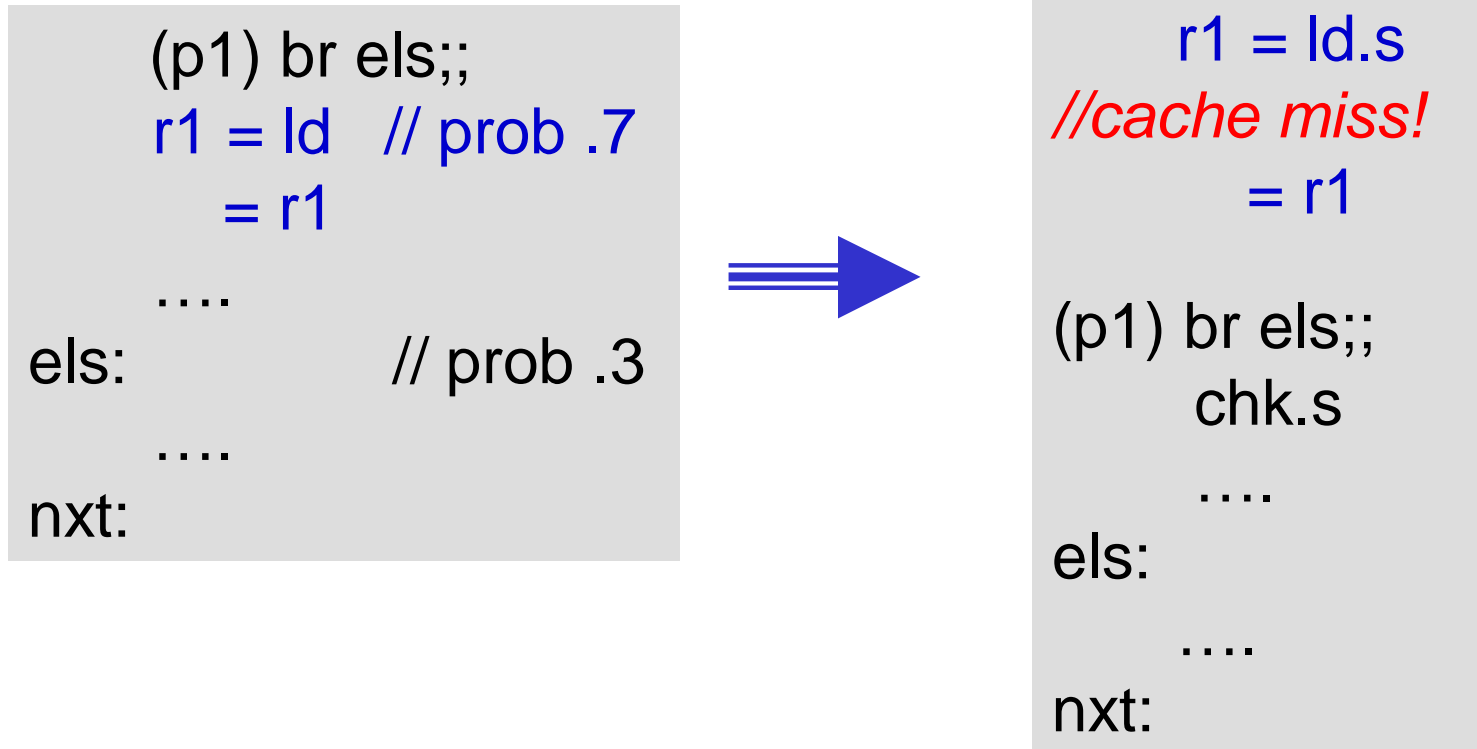 (p1) br els;;
r1 = ld // prob .7
= r1
....
els: // prob .3
....
nxt:
r1 = ld.s
//cache miss!
= r1
(p1) br els;;
chk.s
....
els:
....
nxt: